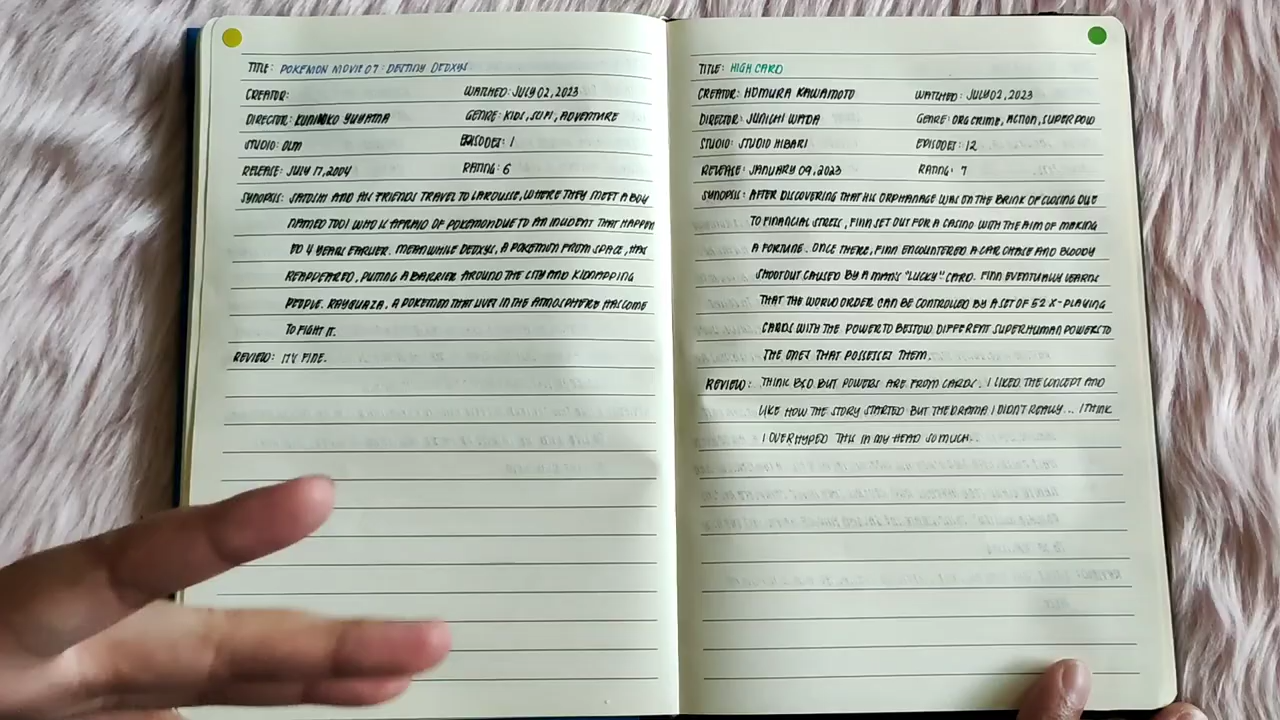 TITLE: POKEMON MOVIE 07: DESTINY DEOXYS
CREATOR:
WATCHED: JULY 02, 2023
DIRECTOR: KUNIHIKO YUYAMA
GENRE: KIDS, SCIFI, ADVENTURE
STUDIO: OLM
EPISODES: 1
RELEASE: JULY 17, 2004
RATING: 6
SYNOPSIS: SATOSHI AND HIS FRIENDS TRAVEL TO LAROUSSE, WHERE THEY MEET A BOY
NAMED TOOI WHO IS AFRAID OF POKEMON DUE TO AN INCIDENT THAT HAPPEN
ED 4 YEARS EARLIER. MEANWHILE DEOXYS, A POKEMON FROM SPACE, HAS
REAPPEARED, PUTTING A BARRIER AROUND THE CITY AND KIDNAPPING
PEOPLE. RAYQUAZA, A POKEMON THAT LIVES IN THE ATMOSPHERE HAS COME
TO FIGHT IT.
REVIEW: IT'S FINE.
TITLE: HIGH CARD
CREATOR: HOMURA KAWAMOTO
WATCHED: JULY 02, 2023
DIRECTOR: JUNICHI WADA
GENRE: ORG CRIME, ACTION, SUPER POW
STUDIO: STUDIO HIBARI
EPISODES: 12
RELEASE: JANUARY 09, 2023
RATING: 7
SYNOPSIS: AFTER DISCOVERING THAT HIS ORPHANAGE WAS ON THE BRINK OF CLOSING DUE
TO FINANCIAL STRESS, FINN SET OUT FOR A CASINO WITH THE AIM OF MAKING
A FORTUNE. ONCE THERE, FINN ENCOUNTERED A CAR CHASE AND BLOODY
SHOOTOUT CAUSED BY A MAN'S "LUCKY" CARD. FINN EVENTUALLY LEARNS
THAT THE WORLD ORDER CAN BE CONTROLLED BY A SET OF 52 X-PLAYING
CARDS WITH THE POWER TO BESTOW DIFFERENT SUPERHUMAN POWERS TO
THE ONES THAT POSSESSES THEM.
REVIEW: THINK BSD BUT POWERS ARE FROM CARDS. I LIKED THE CONCEPT AND
LIKE HOW THE STORY STARTED BUT THE DRAMA I DIDN'T REALLY... I THINK
I OVERHYPED THIS IN MY HEAD SO MUCH..